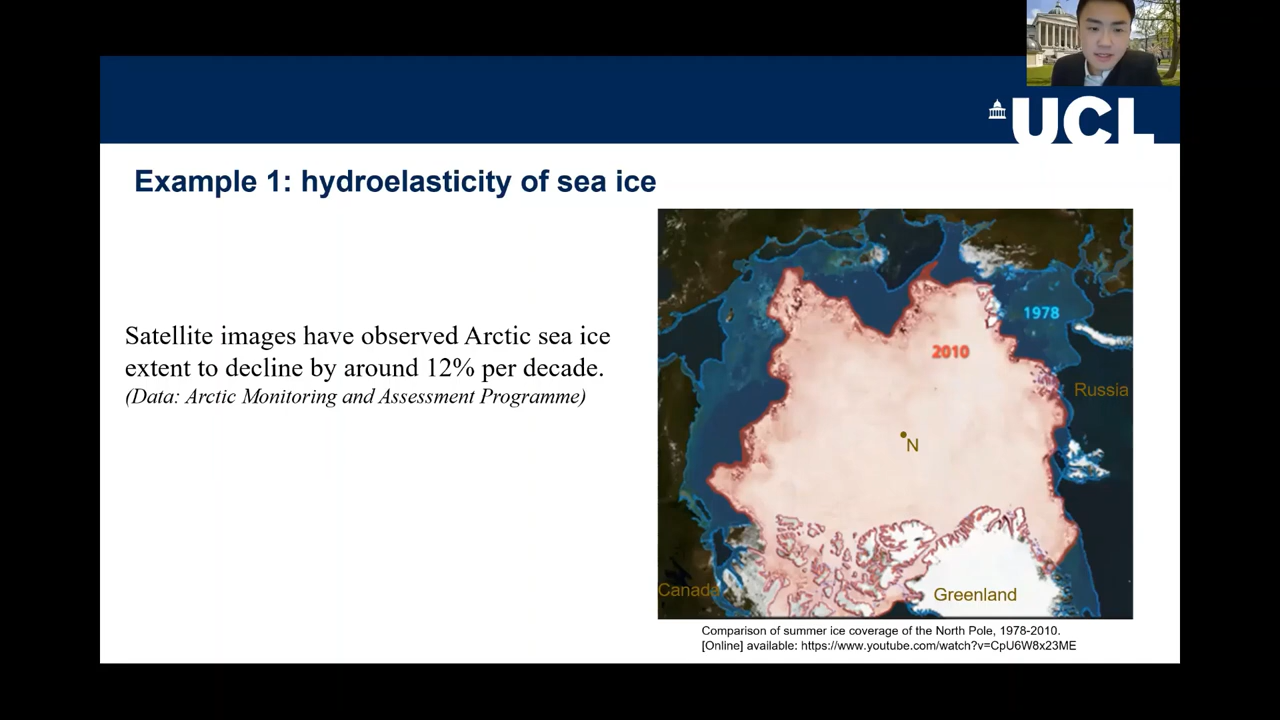 UCL
Example 1: hydroelasticity of sea ice
Satellite images have observed Arctic sea ice
extent to decline by around 12% per decade.
(Data: Arctic Monitoring and Assessment Programme)
1978
2010
Russia
N
Canada
Greenland
Comparison of summer ice coverage of the North Pole, 1978-2010.
[Online] available: https://www.youtube.com/watch?v=CpU6W8x23ME